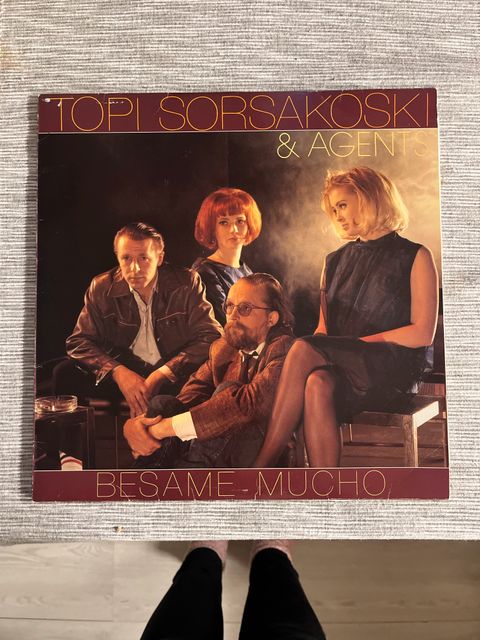 TOPI SORSAKOSKI
& AGENTS
BESAME MUCHO